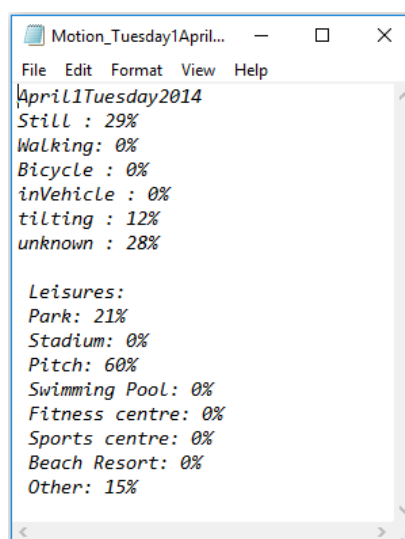 Motion_Tuesday1April...
File Edit Format View Help
April1Tuesday2014
Still : 29%
Walking: 0%
Bicycle : 0%
inVehicle : 0%
tilting : 12%
unknown : 28%
Leisures:
Park: 21%
Stadium: 0%
Pitch: 60%
Swimming Pool: 0%
Fitness centre: 0%
Sports centre: 0%
Beach Resort: 0%
Other: 15%